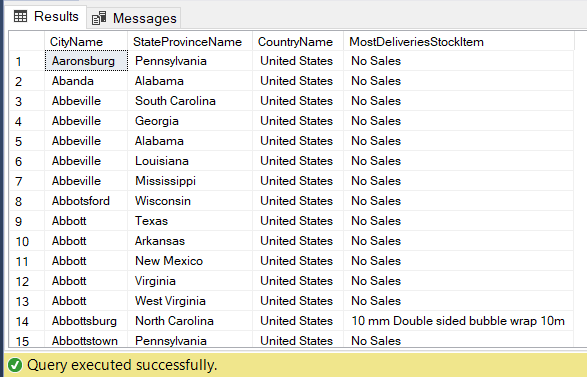 Results Messages
CityName StateProvinceName CountryName MostDeliveriesStockItem
1 Aaronsburg Pennsylvania United States No Sales
2 Abanda Alabama United States No Sales
3 Abbeville South Carolina United States No Sales
4 Abbeville Georgia United States No Sales
5 Abbeville Alabama United States No Sales
6 Abbeville Louisiana United States No Sales
7 Abbeville Mississippi United States No Sales
8 Abbotsford Wisconsin United States No Sales
9 Abbott Texas United States No Sales
10 Abbott Arkansas United States No Sales
11 Abbott New Mexico United States No Sales
12 Abbott Virginia United States No Sales
13 Abbott West Virginia United States No Sales
14 Abbottsburg North Carolina United States 10 mm Double sided bubble wrap 10m
15 Abbottstown Pennsylvania United States No Sales
Query executed successfully.